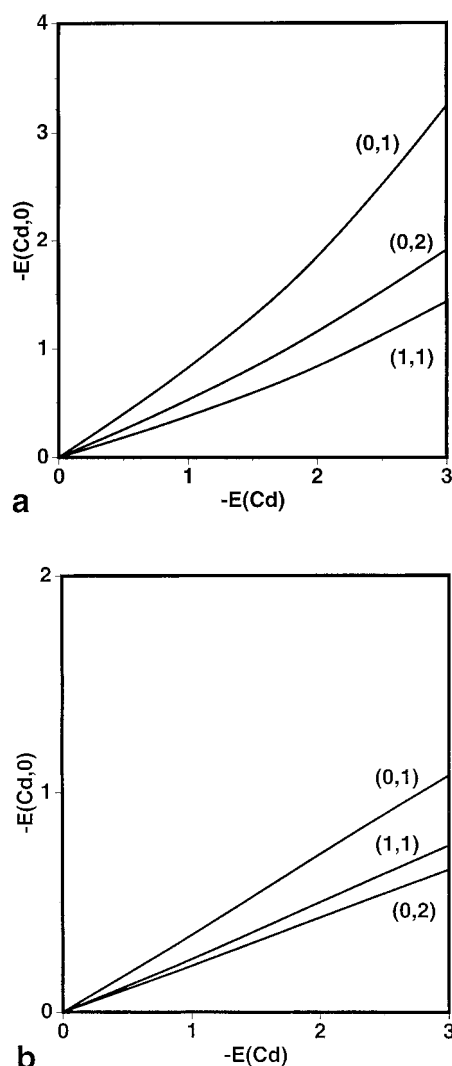 4
3
2
1
0
-E(Cd,0)
(0,1)
(0,2)
(1,1)
0 1 2 3
-E(Cd)
a
2
1
0
-E(Cd,0)
(0,1)
(1,1)
(0,2)
0 1 2 3
-E(Cd)
b